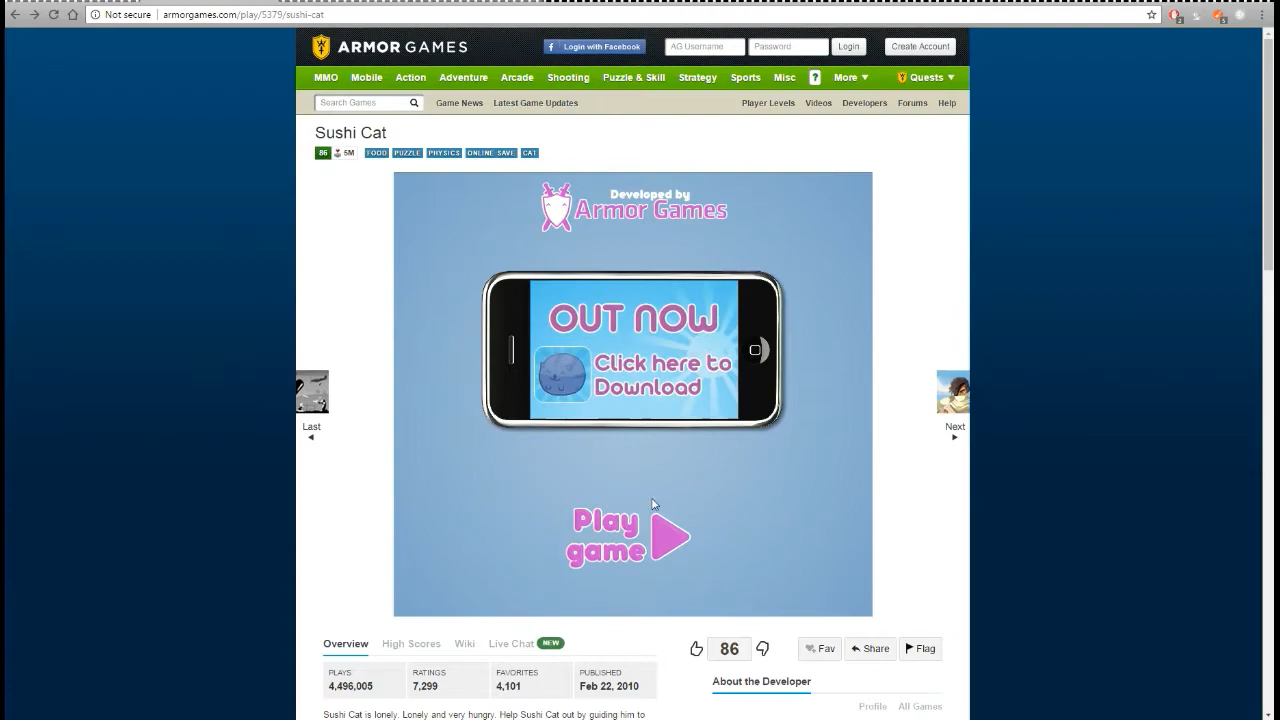 Not secure | armorgames.com/play/5379/sushi-cat
ARMOR GAMES
f Login with Facebook
AG Username
Password
Login
Create Account
MMO Mobile Action Adventure Arcade Shooting Puzzle & Skill Strategy Sports Misc ? More Quests
Search Games
Game News Latest Game Updates
Player Levels Videos Developers Forums Help
Sushi Cat
86 5M FOOD PUZZLE PHYSICS ONLINE SAVE CAT
Developed by
Armor Games
OUT NOW
Click here to
Download
Last
Next
Play
game
Overview High Scores Wiki Live Chat NEW
86
Fav Share Flag
PLAYS RATINGS FAVORITES PUBLISHED
4,496,005 7,299 4,101 Feb 22, 2010
About the Developer
Profile All Games
Sushi Cat is lonely. Lonely and very hungry. Help Sushi Cat out by guiding him to